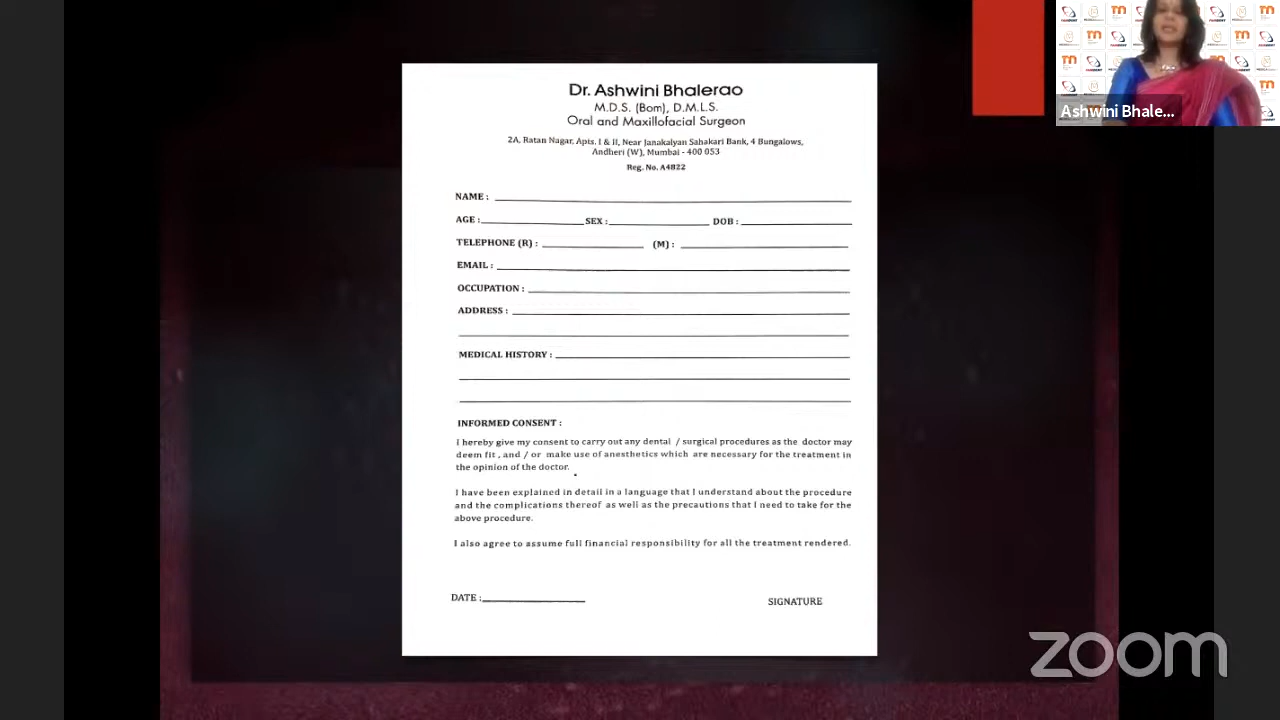 Dr. Ashwini Bhalerao
M.D.S. (Bom), D.M.L.S.
Oral and Maxillofacial Surgeon
2A, Ratan Nagar, Apts. I & II, Near Janakalyan Sahakari Bank, 4 Bungalows,
Andheri (W), Mumbai - 400 053
Reg. No. A4822
NAME :
AGE : SEX : DOB :
TELEPHONE (R) : (M) :
EMAIL :
OCCUPATION :
ADDRESS :
MEDICAL HISTORY :
INFORMED CONSENT :
I hereby give my consent to carry out any dental / surgical procedures as the doctor may
deem fit , and / or make use of anesthetics which are necessary for the treatment in
the opinion of the doctor.
I have been explained in detail in a language that I understand about the procedure
and the complications thereof as well as the precautions that I need to take for the
above procedure.
I also agree to assume full financial responsibility for all the treatment rendered.
DATE : SIGNATURE
Ashwini Bhale...
zoom